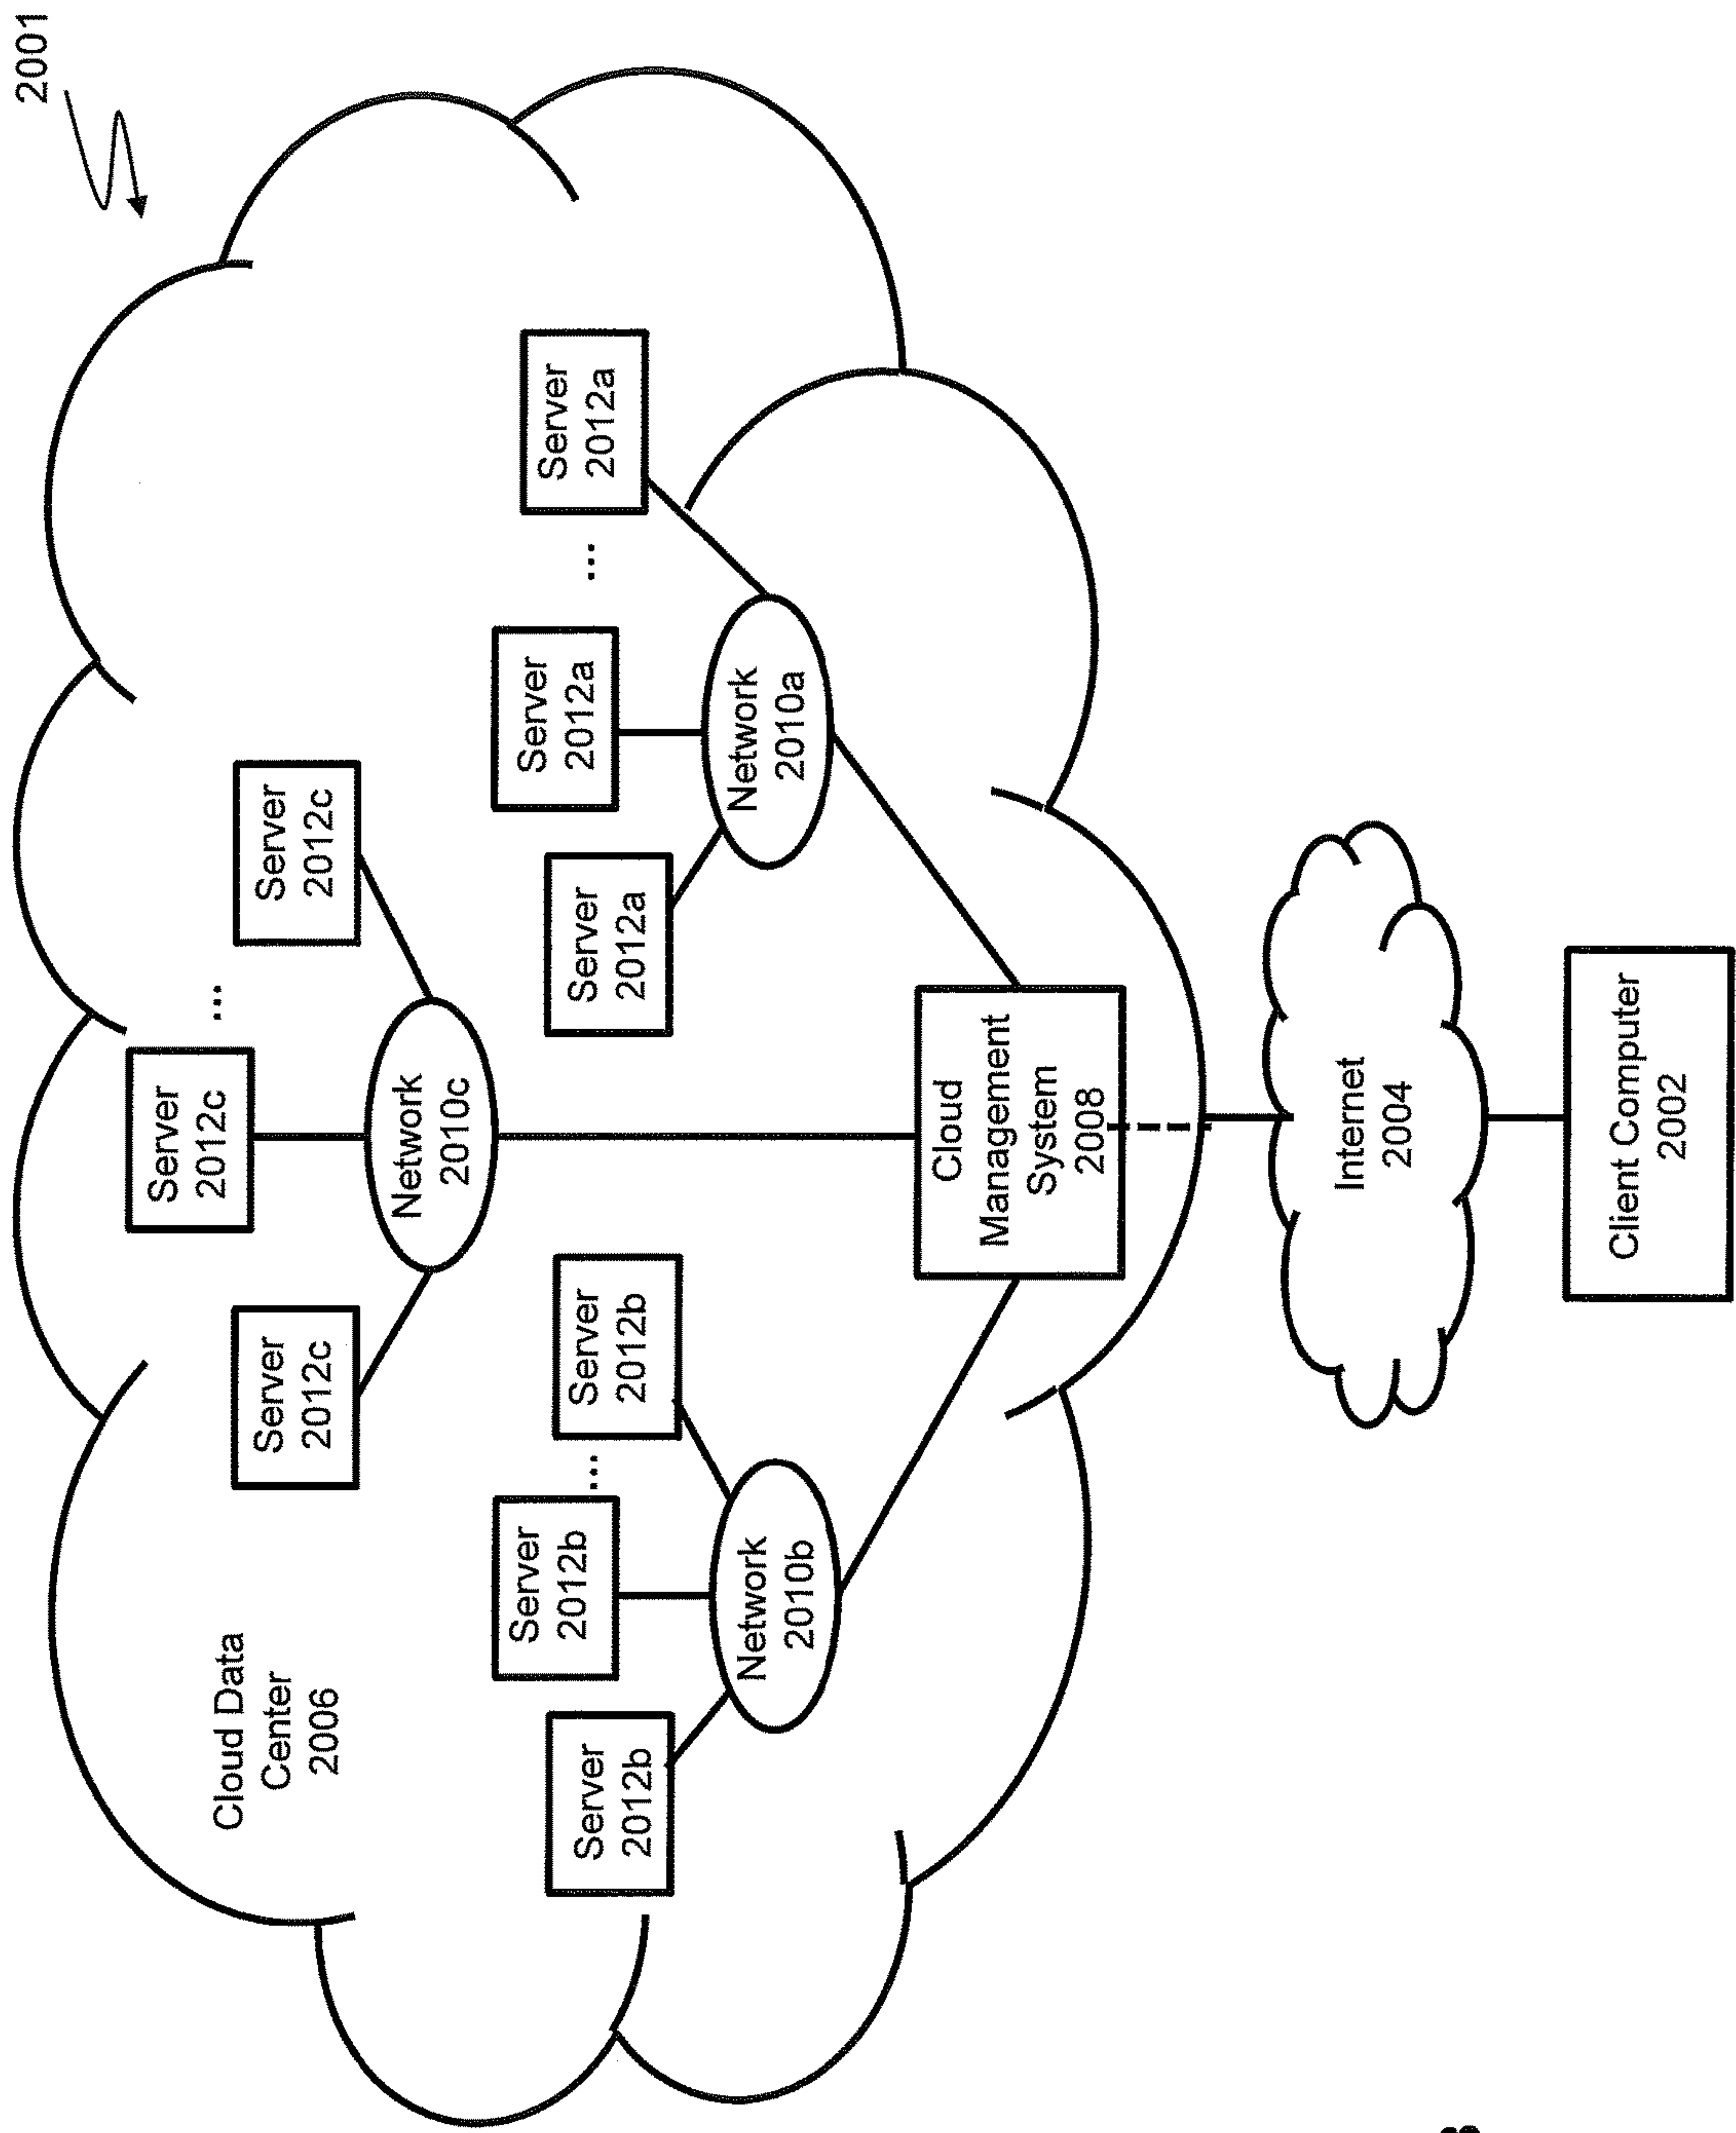 2001
Cloud Data
Center
2006
Server
2012c
Server
2012c
...
Server
2012c
Network
2010c
Server
2012b
Server
2012b
...
Server
2012b
Network
2010b
Server
2012a
Server
2012a
...
Server
2012a
Network
2010a
Cloud
Management
System
2008
Internet
2004
Client Computer
2002